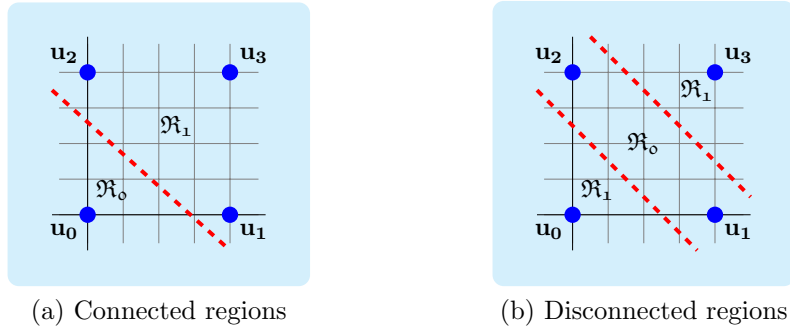 u₂ u₃
ℜ₁
ℜ₀
u₀ u₁
(a) Connected regions
u₂ u₃
ℜ₁
ℜ₀
ℜ₁
u₀ u₁
(b) Disconnected regions